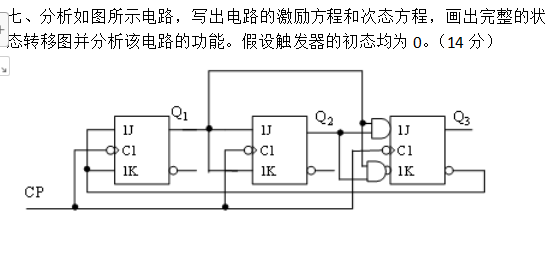 七、分析如图所示电路，写出电路的激励方程和次态方程，画出完整的状
态转移图并分析该电路的功能。假设触发器的初态均为 0。（14 分）
Q1 Q2 Q3
1J 1J 1J
C1 C1 C1
1K 1K 1K
CP